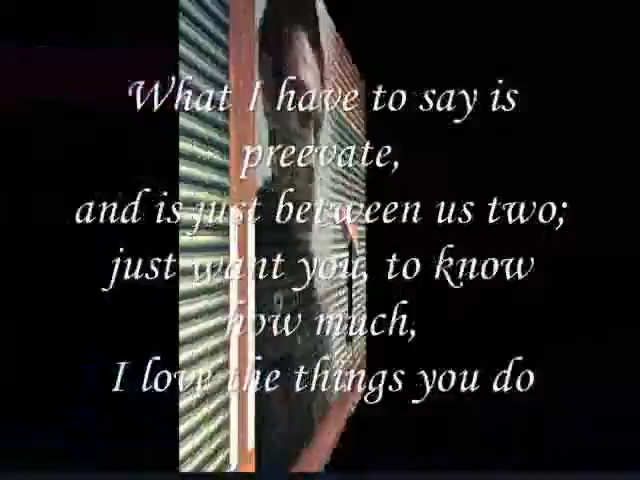 What I have to say is
preevate,
and is just between us two;
just want you, to know
how much,
I love the things you do